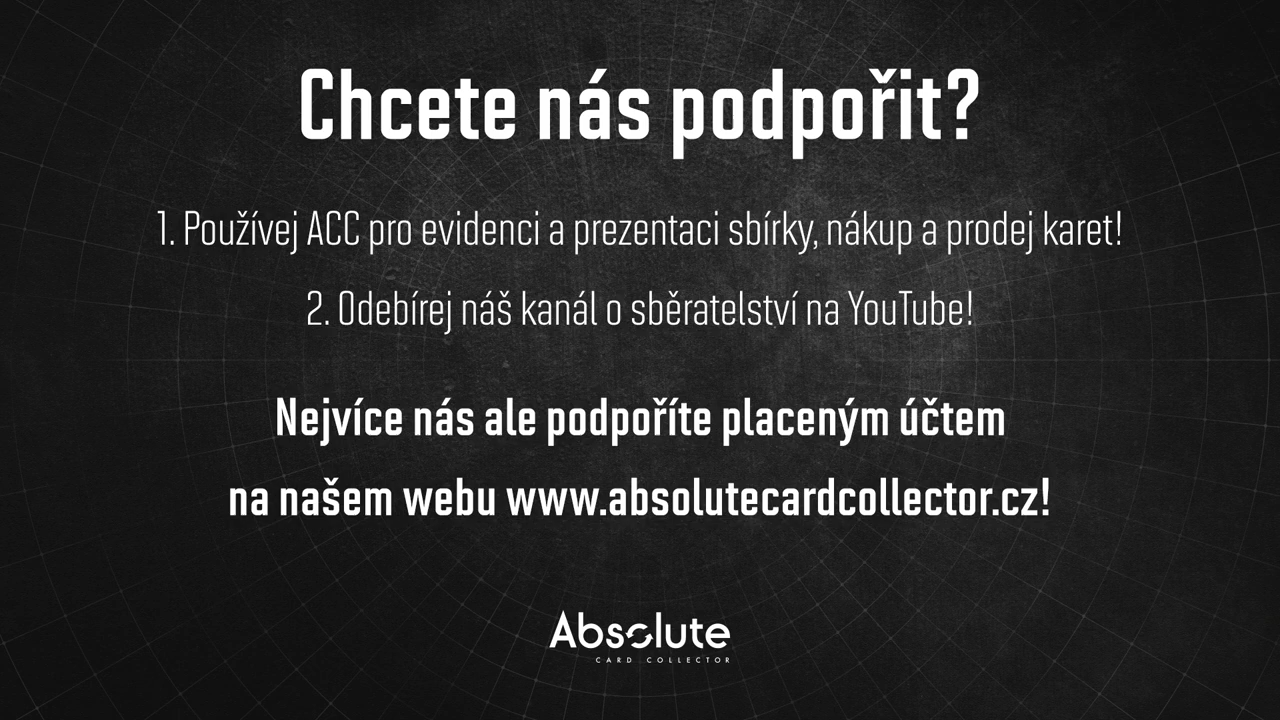 Chcete nás podpořit?
1. Používej ACC pro evidenci a prezentaci sbírky, nákup a prodej karet!
2. Odebírej náš kanál o sběratelství na YouTube!
Nejvíce nás ale podpoříte placeným účtem
na našem webu www.absolutecardcollector.cz!
Absolute
CARD COLLECTOR